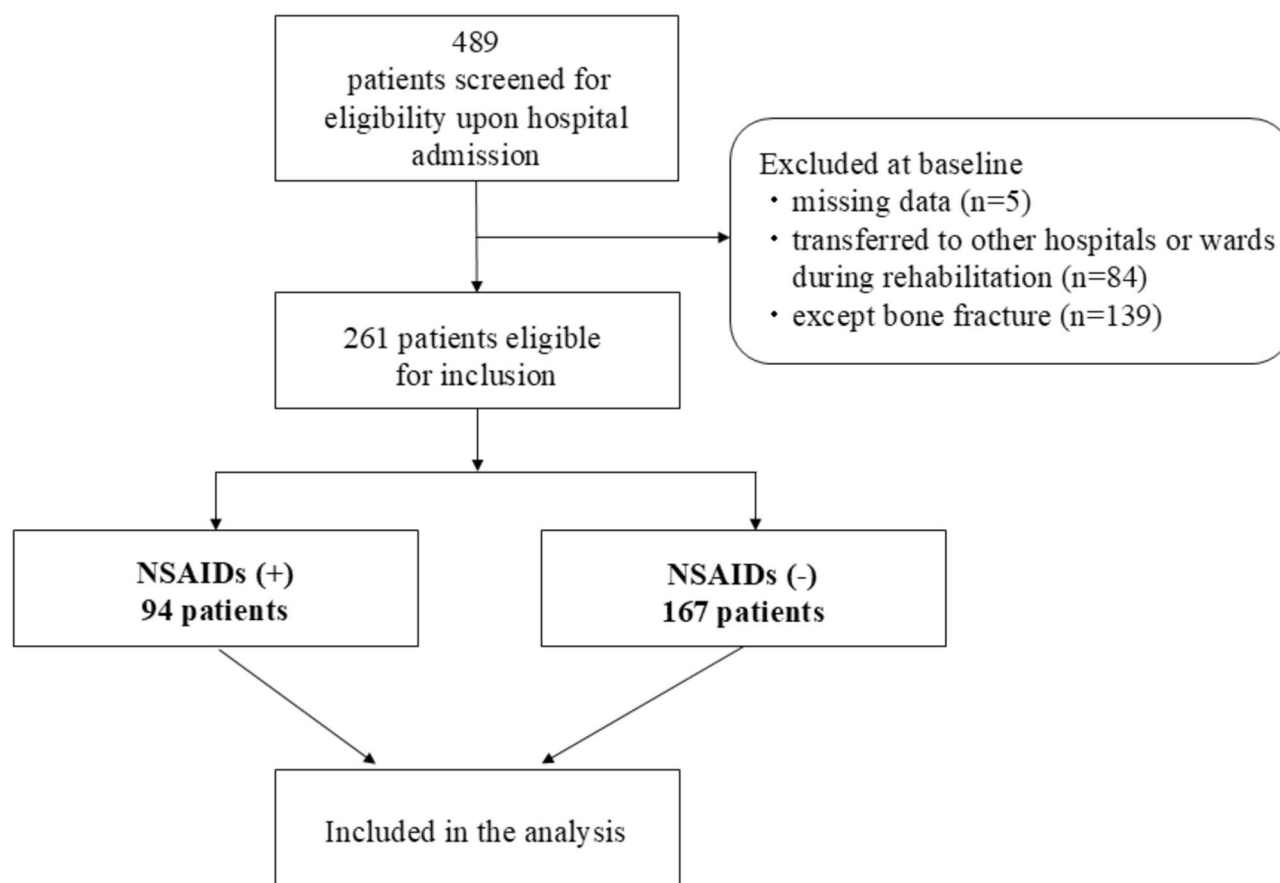 489
patients screened for
eligibility upon hospital
admission
Excluded at baseline
・missing data (n=5)
・transferred to other hospitals or wards
during rehabilitation (n=84)
・except bone fracture (n=139)
261 patients eligible
for inclusion
NSAIDs (+)
94 patients
NSAIDs (-)
167 patients
Included in the analysis